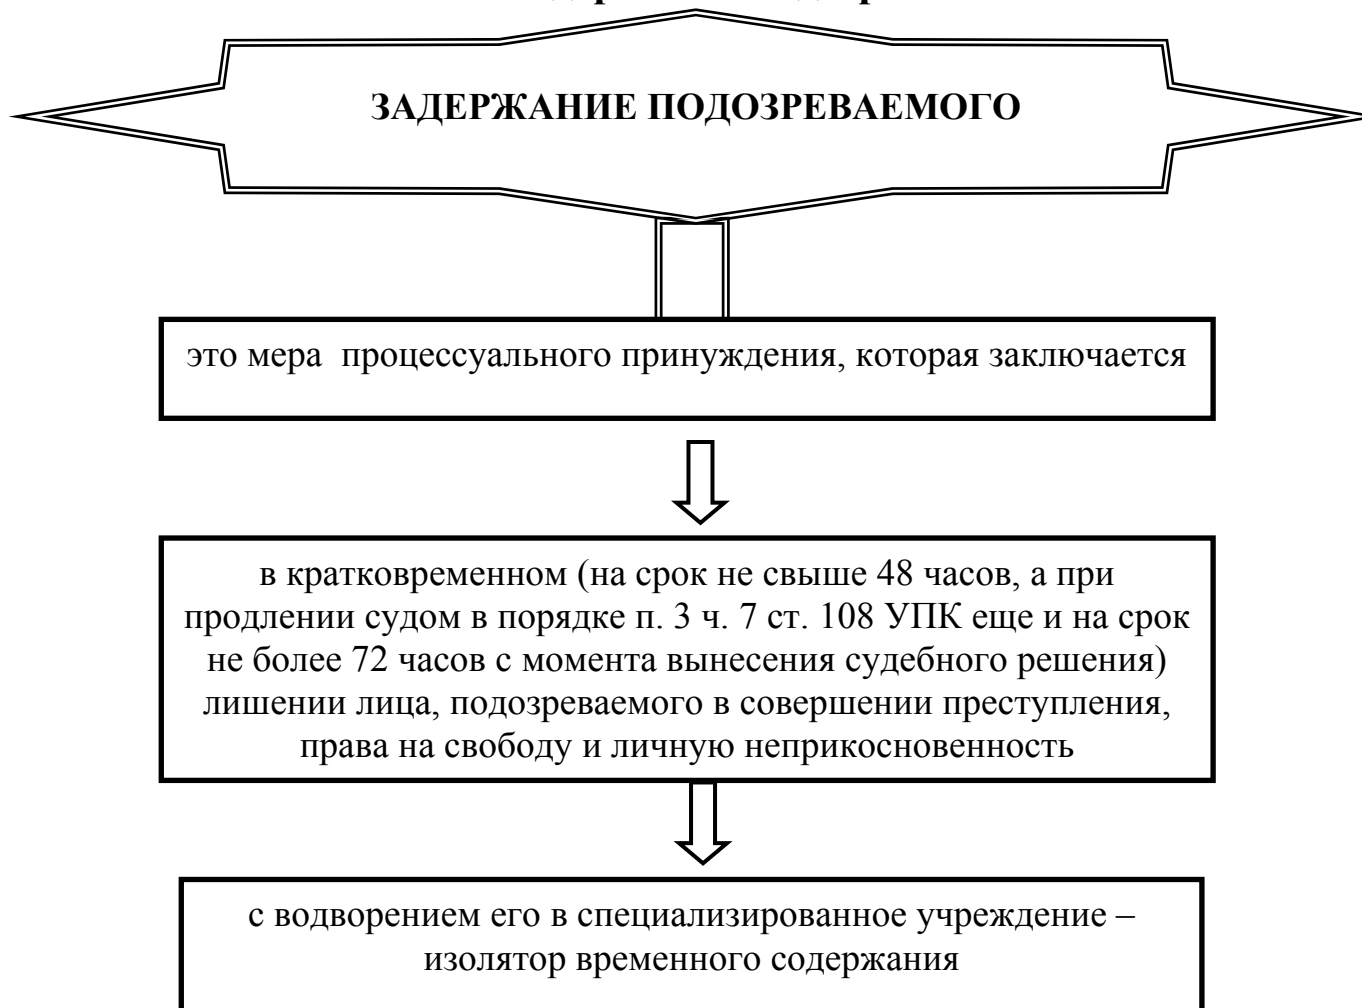 ЗАДЕРЖАНИЕ ПОДОЗРЕВАЕМОГО
это мера  процессуального принуждения, которая заключается
в кратковременном (на срок не свыше 48 часов, а при
продлении судом в порядке п. 3 ч. 7 ст. 108 УПК еще и на срок
не более 72 часов с момента вынесения судебного решения)
лишении лица, подозреваемого в совершении преступления,
права на свободу и личную неприкосновенность
с водворением его в специализированное учреждение –
изолятор временного содержания